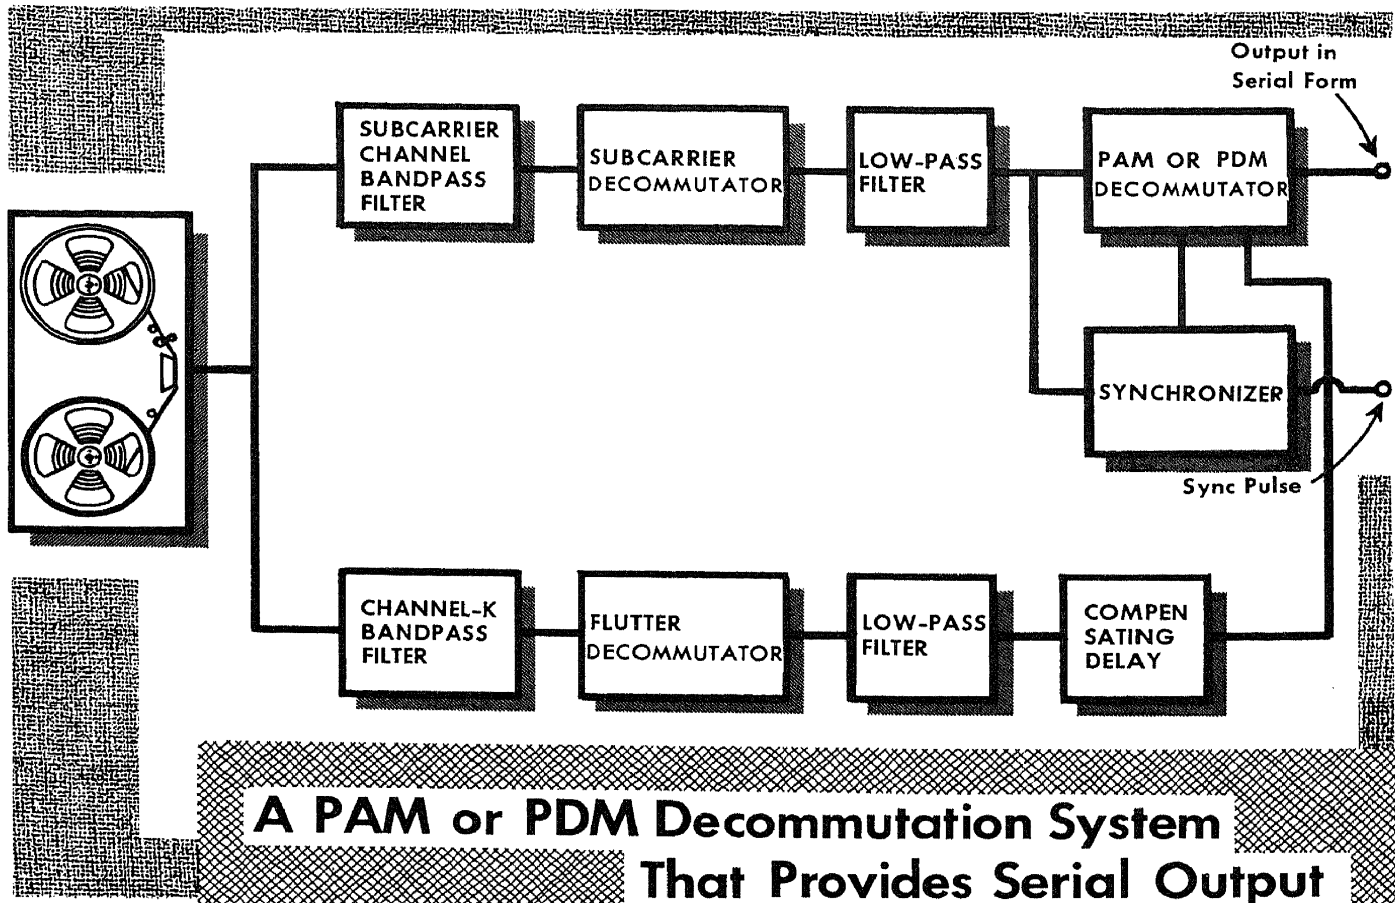 Output in
Serial Form
SUBCARRIER
CHANNEL
BANDPASS
FILTER
SUBCARRIER
DECOMMUTATOR
LOW-PASS
FILTER
PAM OR PDM
DECOMMUTATOR
SYNCHRONIZER
Sync Pulse
CHANNEL-K
BANDPASS
FILTER
FLUTTER
DECOMMUTATOR
LOW-PASS
FILTER
COMPEN
SATING
DELAY
A PAM or PDM Decommutation System
That Provides Serial Output